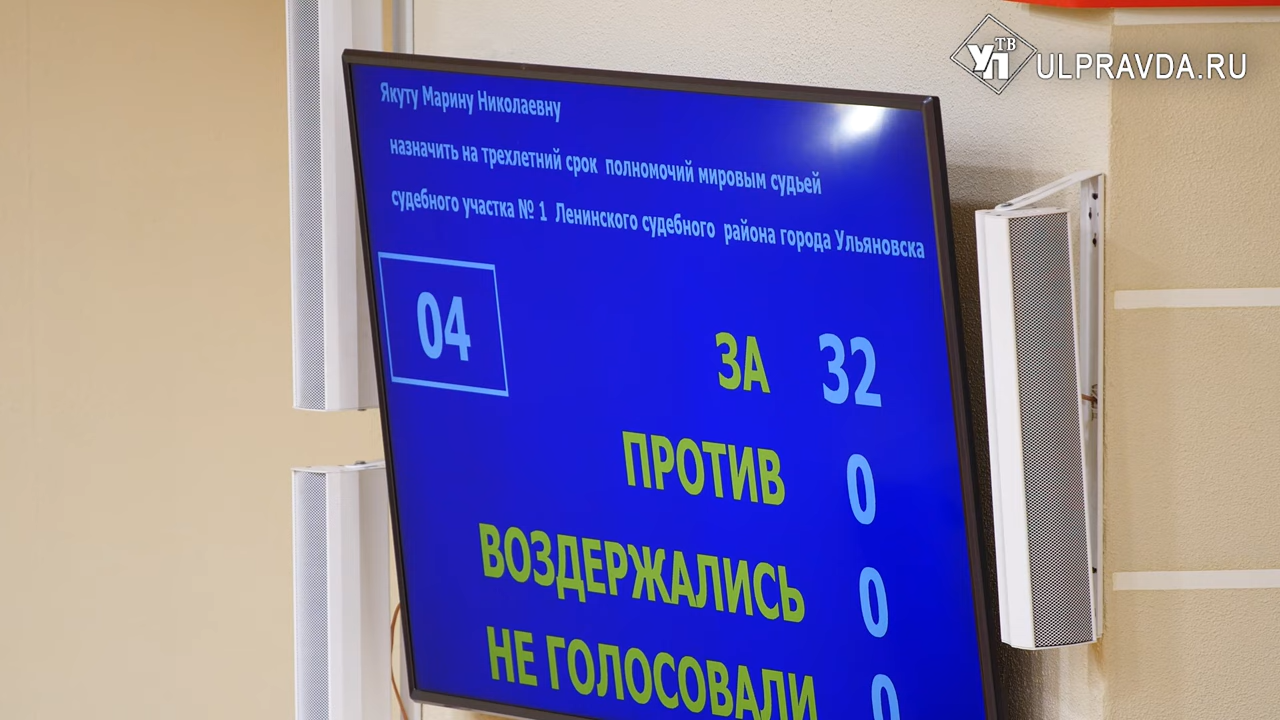 УП ТВ ULPRAVDA.RU
Якуту Марину Николаевну
назначить на трехлетний срок полномочий мировым судьей
судебного участка № 1 Ленинского судебного района города Ульяновска
04
ЗА 32
ПРОТИВ 0
ВОЗДЕРЖАЛИСЬ 0
НЕ ГОЛОСОВАЛИ 0